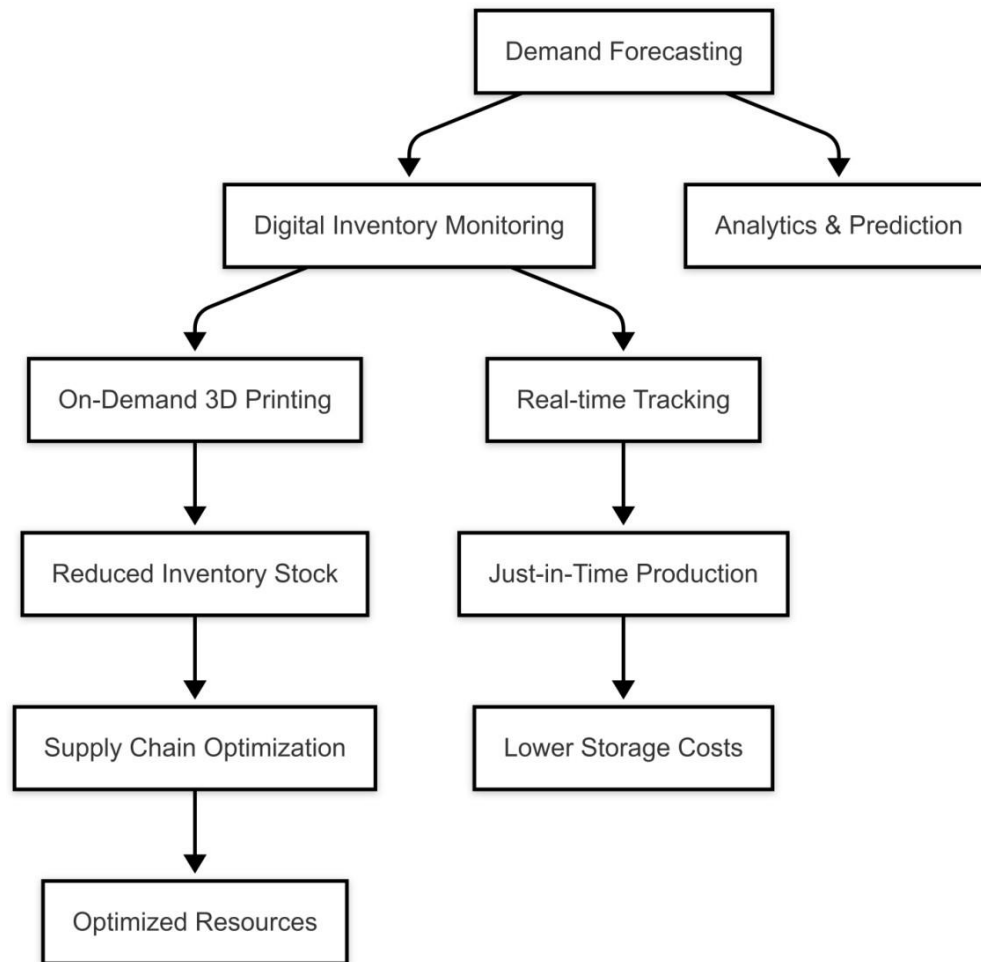 Demand Forecasting
Digital Inventory Monitoring
Analytics & Prediction
On-Demand 3D Printing
Real-time Tracking
Reduced Inventory Stock
Just-in-Time Production
Supply Chain Optimization
Lower Storage Costs
Optimized Resources